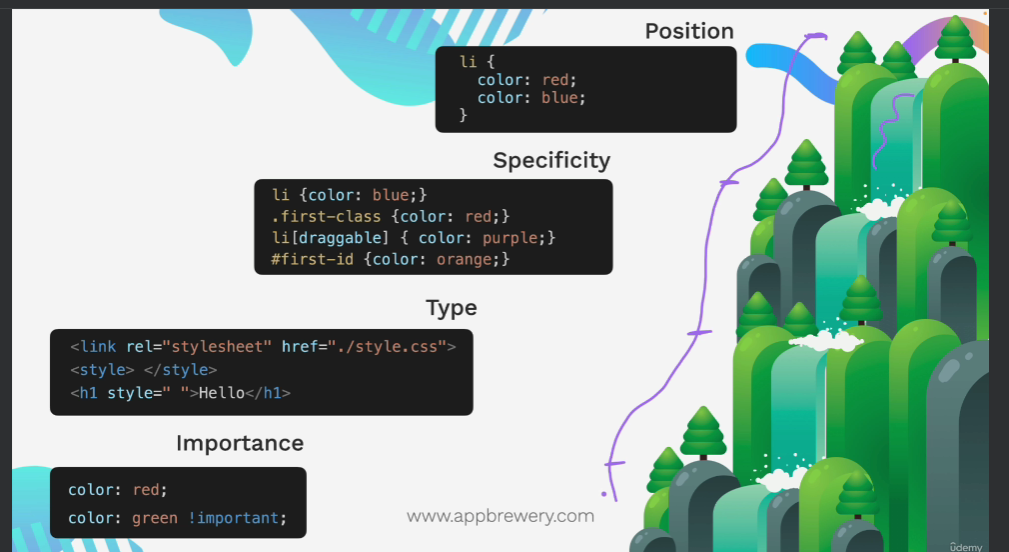 Position
li {
color: red;
color: blue;
}
Specificity
li {color: blue;}
.first-class {color: red;}
li[draggable] { color: purple;}
#first-id {color: orange;}
Type
<link rel="stylesheet" href="./style.css">
<style> </style>
<h1 style=" ">Hello</h1>
Importance
color: red;
color: green !important;
www.appbrewery.com
ûdemy